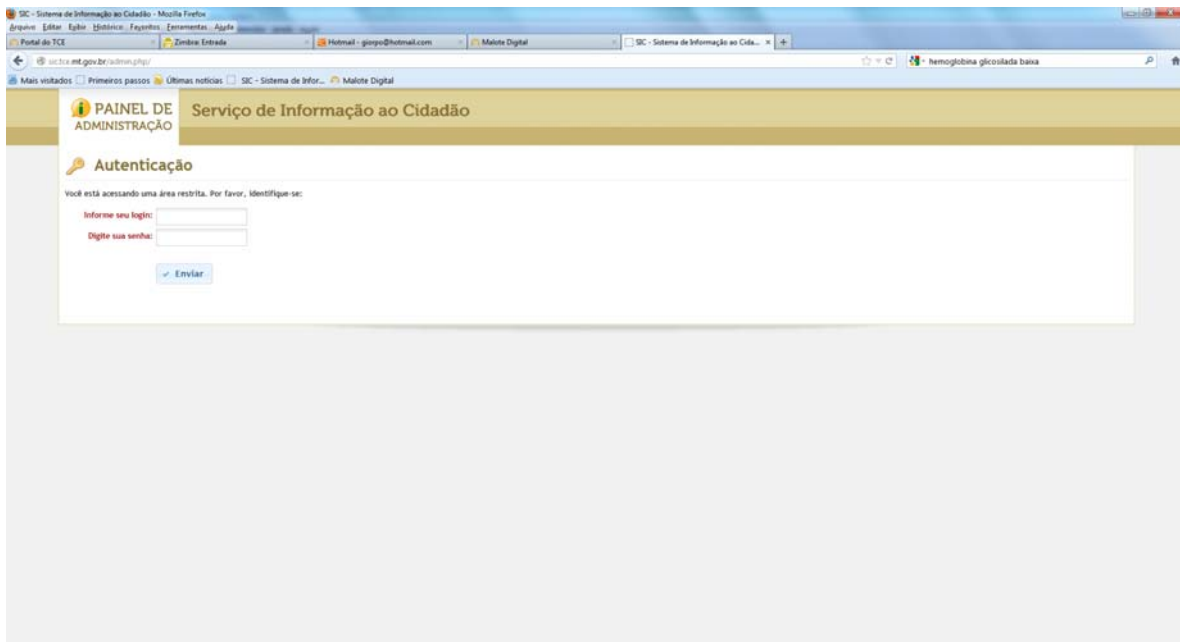 SIC - Sistema de Informação ao Cidadão - Mozilla Firefox
Arquivo Editar Exibir Histórico Favoritos Ferramentas Ajuda
Portal do TCE Zimbra: Entrada Hotmail - giorpo@hotmail.com Malote Digital SIC - Sistema de Informação ao Cida...
sic.tce.mt.gov.br/admin.php/ hemoglobina glicosilada baixa
Mais visitados Primeiros passos Últimas notícias SIC - Sistema de Infor... Malote Digital
PAINEL DE
ADMINISTRAÇÃO
Serviço de Informação ao Cidadão
Autenticação
Você está acessando uma área restrita. Por favor, identifique-se:
Informe seu login:
Digite sua senha:
Enviar